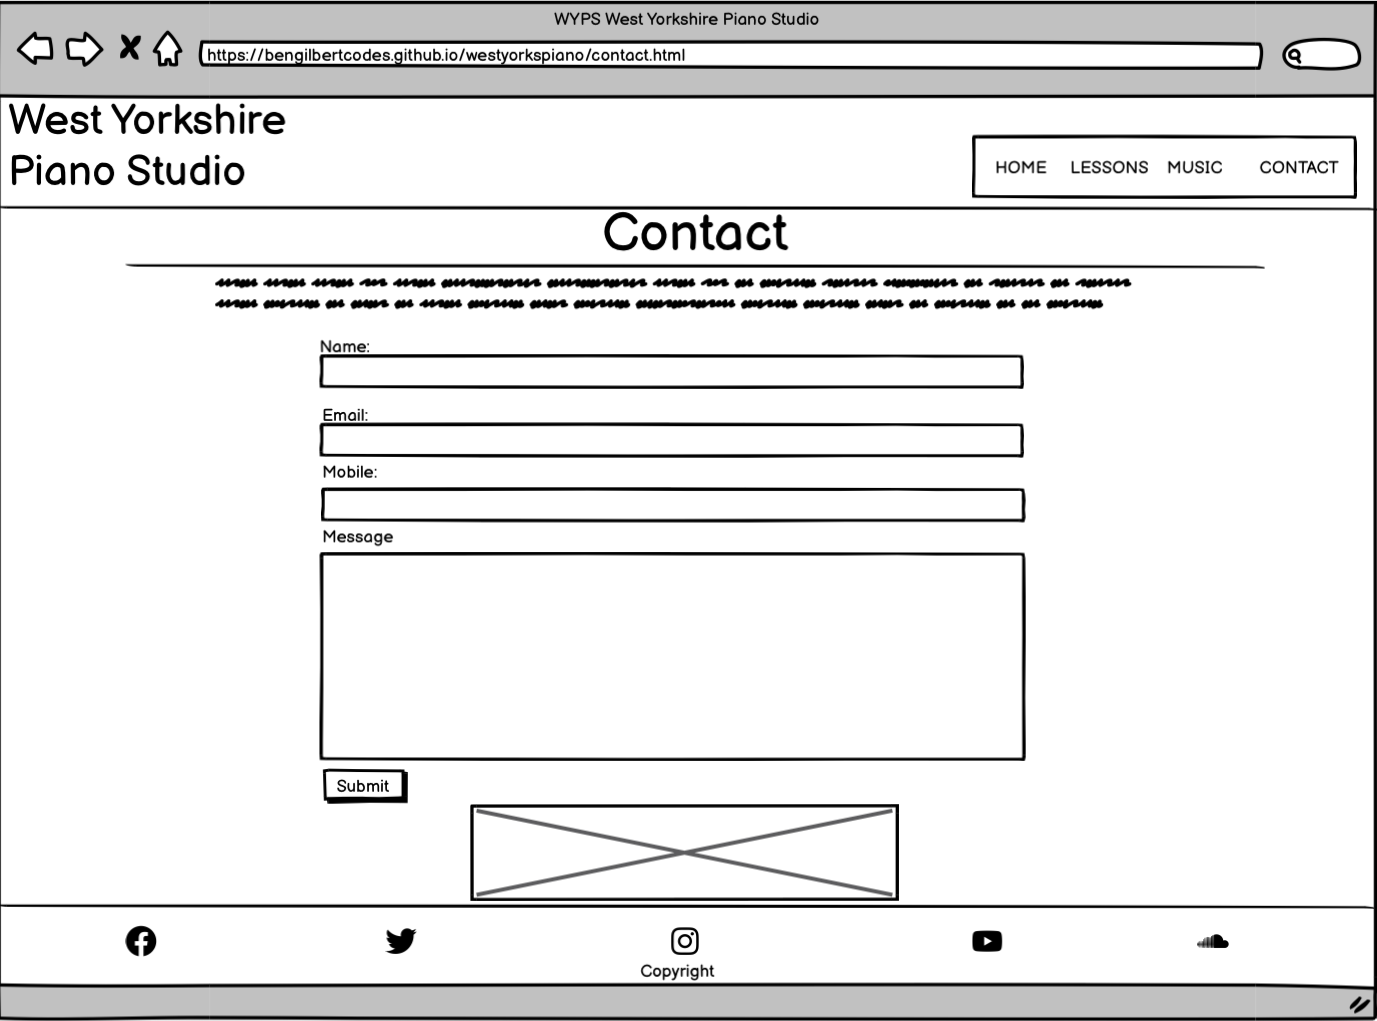 WYPS West Yorkshire Piano Studio
https://bengilbertcodes.github.io/westyorkspiano/contact.html
West Yorkshire
Piano Studio
HOME LESSONS MUSIC CONTACT
Contact
Name:
Email:
Mobile:
Message
Submit
Copyright